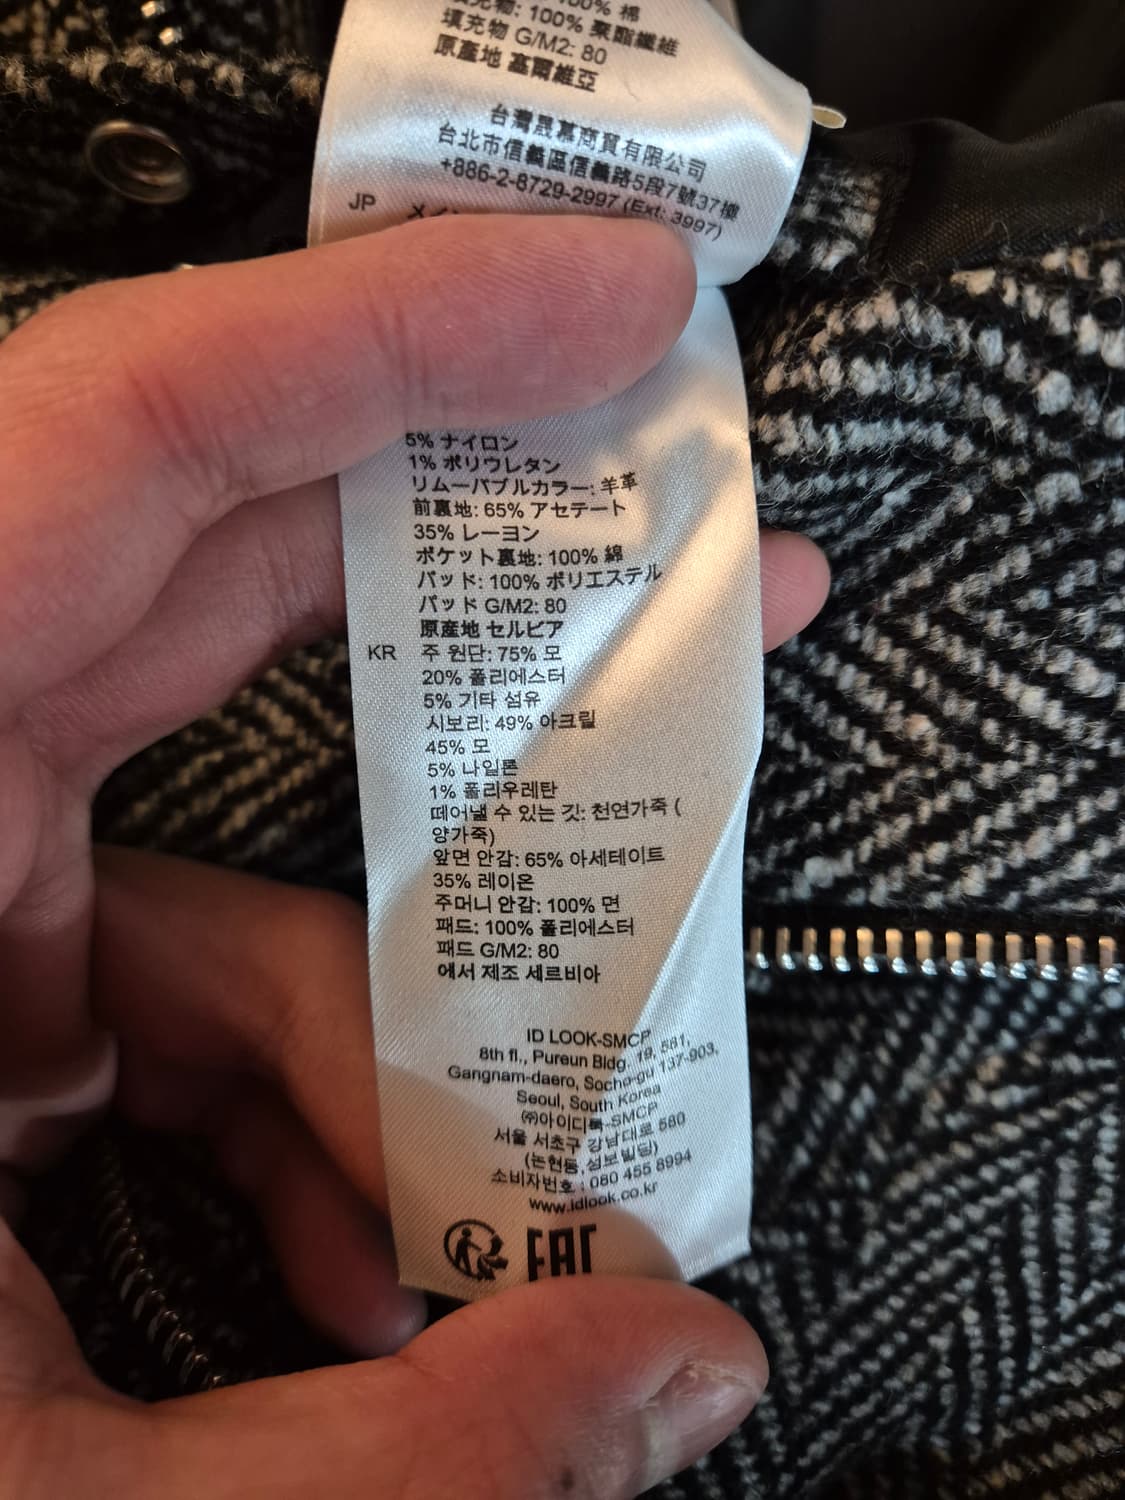 100% 棉
填充物: 100% 聚酯纖維
填充物 G/M2: 80
原產地 塞爾維亞
台灣晟慕商貿有限公司
台北市信義區信義路5段7號37樓
+886-2-8729-2997 (Ext: 3997)
JP
5% ナイロン
1% ポリウレタン
リムーバブルカラー: 羊革
前裏地: 65% アセテート
35% レーヨン
ポケット裏地: 100% 綿
パッド: 100% ポリエステル
パッド G/M2: 80
原産地 セルビア
KR 주 원단: 75% 모
20% 폴리에스터
5% 기타 섬유
시보리: 49% 아크릴
45% 모
5% 나일론
1% 폴리우레탄
떼어낼 수 있는 깃: 천연가죽 (
양가죽)
앞면 안감: 65% 아세테이트
35% 레이온
주머니 안감: 100% 면
패드: 100% 폴리에스터
패드 G/M2: 80
에서 제조 세르비아
ID LOOK-SMCP
8th fl., Pureun Bldg. 19, 581,
Gangnam-daero, Socho-gu 137-903,
Seoul, South Korea
㈜아이디룩-SMCP
서울 서초구 강남대로 580
(논현동,섬보빌딩)
소비자번호 : 080 455 8994
www.idlook.co.kr
EAC